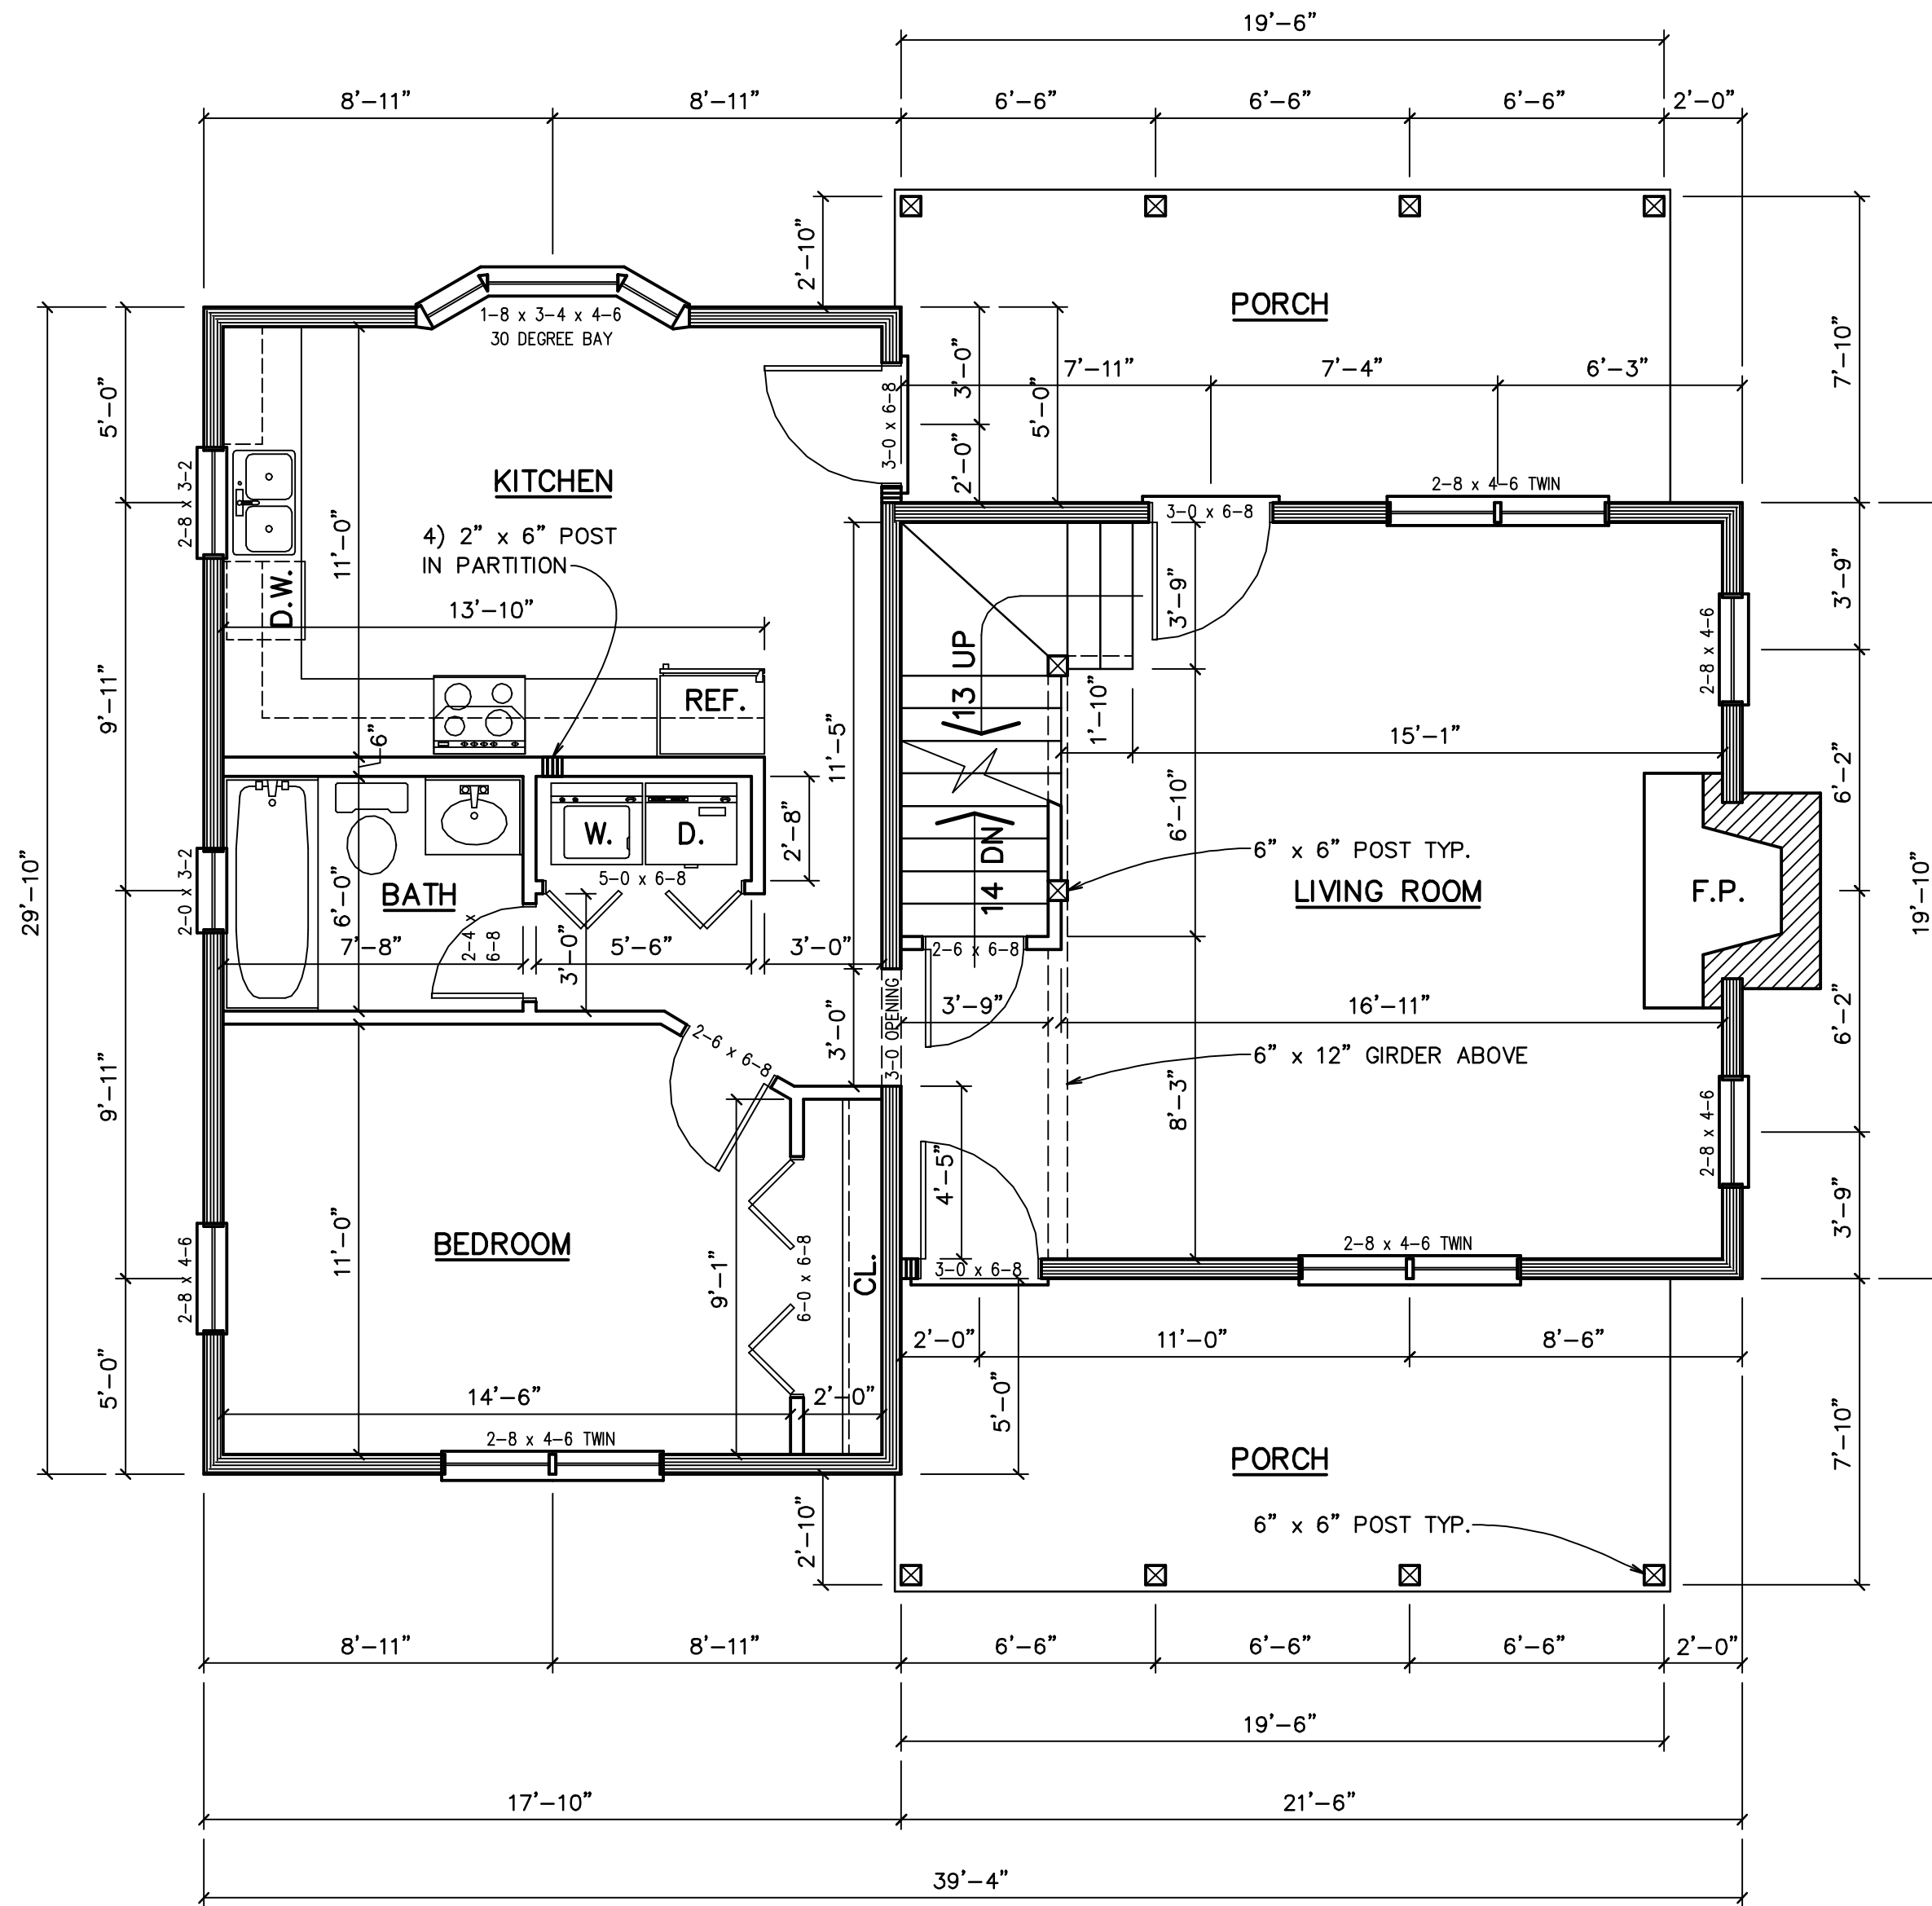 19'-6"
8'-11" 8'-11" 6'-6" 6'-6" 6'-6" 2'-0"
2'-10"
PORCH
1-8 x 3-4 x 4-6
30 DEGREE BAY
7'-10"
3'-0"
7'-11" 7'-4" 6'-3"
5'-0"
5'-0"
3-0 x 6-8
2'-0"
KITCHEN
2-8 x 4-6 TWIN
2-8 x 3-2
3-0 x 6-8
4) 2" x 6" POST
IN PARTITION
11'-0"
D.W.
13'-10"
3'-9"
3'-9"
2-8 x 4-6
13 UP
9'-11"
REF.
1'-10"
6"
11'-5"
15'-1"
6'-2"
6'-10"
2'-8"
W.
D.
14 DN
6" x 6" POST TYP.
5-0 x 6-8
29'-10"
2-0 x 3-2
BATH
6'-0"
LIVING ROOM
F.P.
19'-10"
2-4 x
6-8
7'-8"
3'-0"
5'-6"
3'-0"
2-6 x 6-8
3-0 OPENING
3'-0"
3'-9"
16'-11"
6'-2"
2-6 x 6-8
6" x 12" GIRDER ABOVE
9'-11"
8'-3"
2-8 x 4-6
4'-5"
3'-9"
BEDROOM
11'-0"
2-8 x 4-6
9'-1"
6-0 x 6-8
CL.
3-0 x 6-8
2-8 x 4-6 TWIN
2'-0" 11'-0" 8'-6"
5'-0"
14'-6" 2'-0"
5'-0"
2-8 x 4-6 TWIN
7'-10"
PORCH
2'-10"
6" x 6" POST TYP.
8'-11" 8'-11" 6'-6" 6'-6" 6'-6" 2'-0"
19'-6"
17'-10" 21'-6"
39'-4"